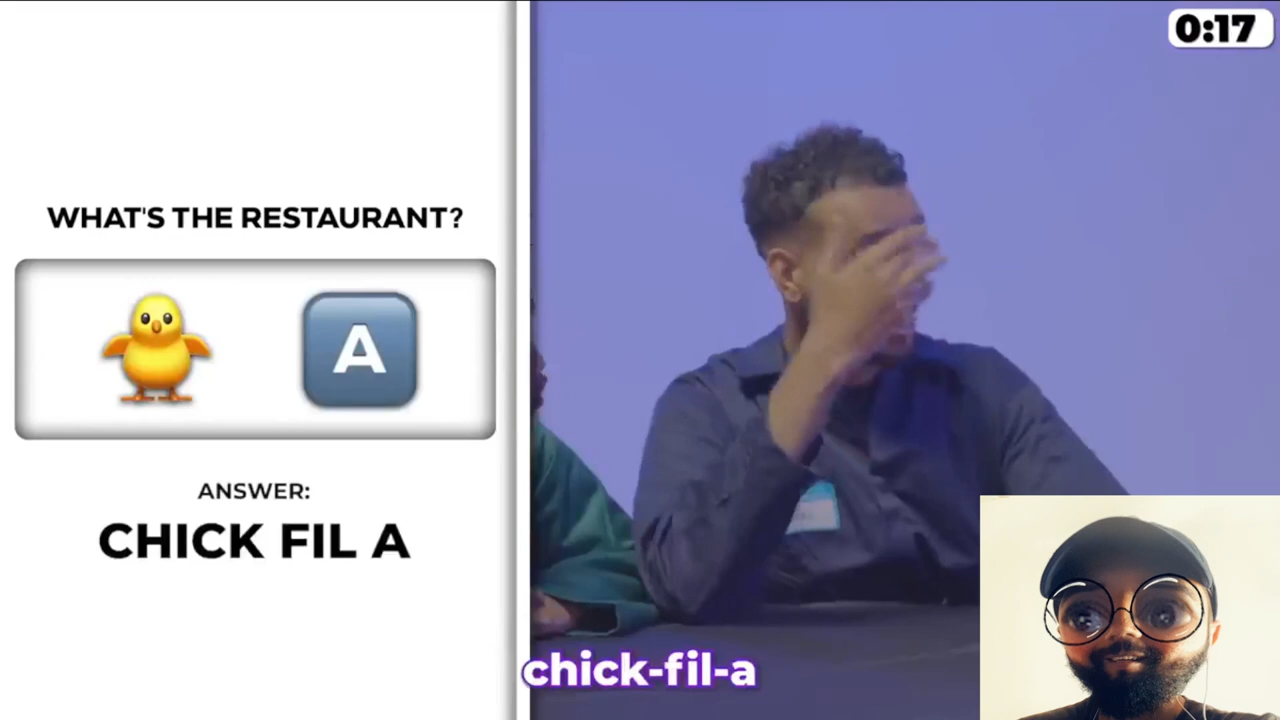 0:17
WHAT'S THE RESTAURANT?
A
ANSWER:
CHICK FIL A
chick-fil-a